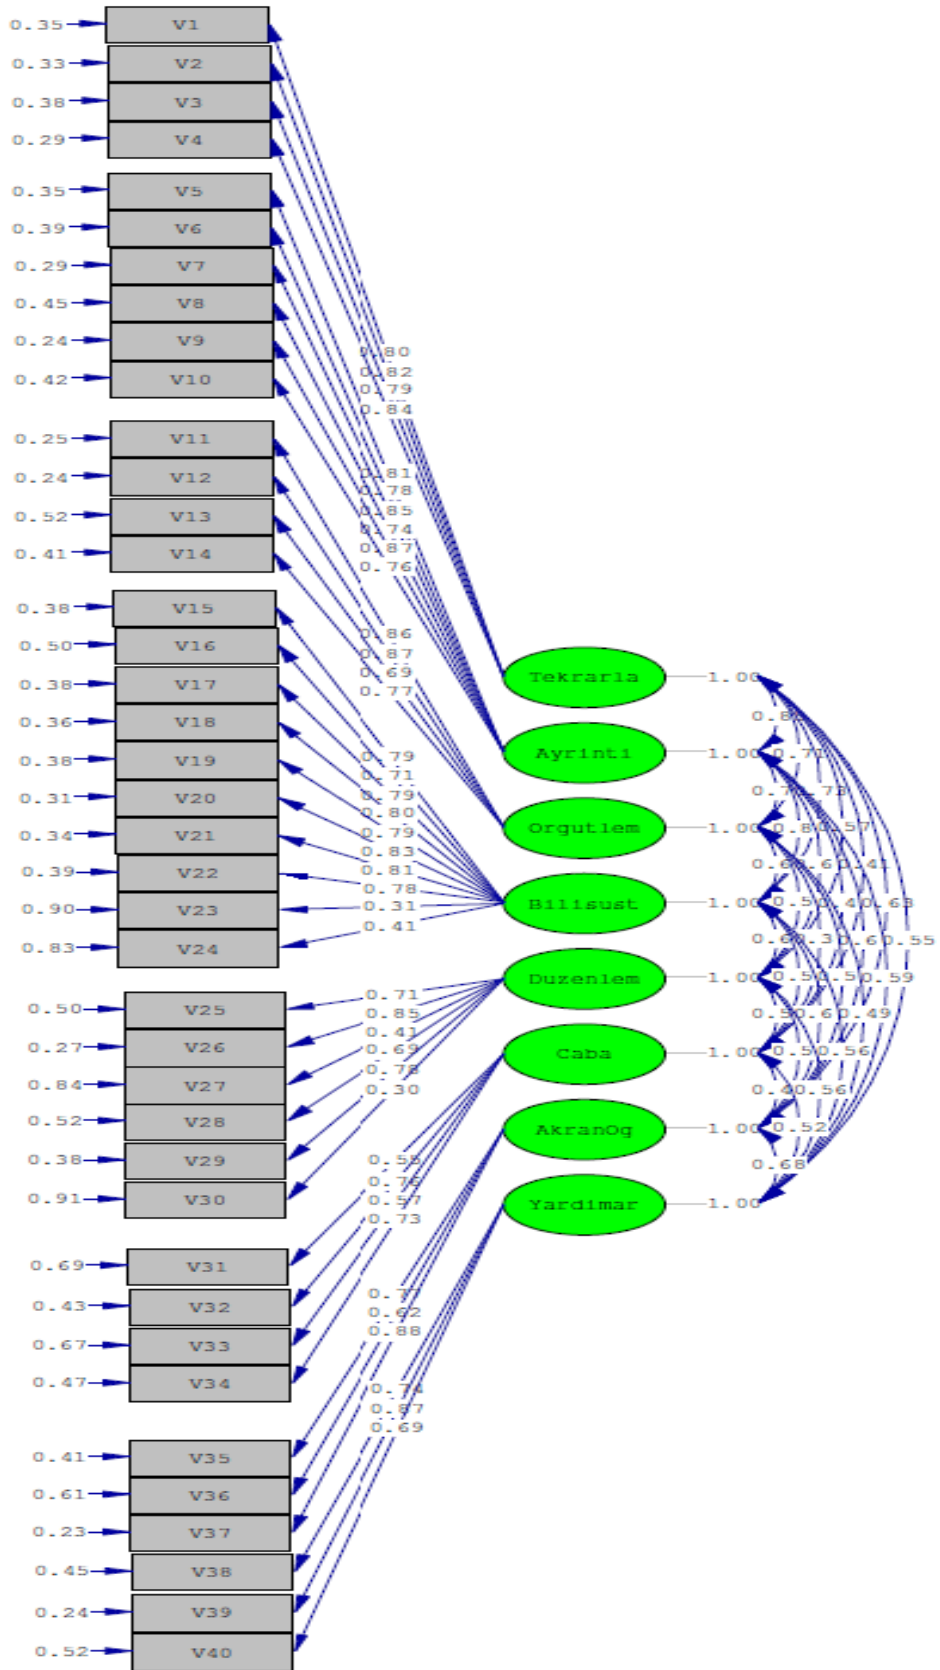 0.35 V1
0.33 V2
0.38 V3
0.29 V4
0.35 V5
0.39 V6
0.29 V7
0.45 V8
0.24 V9
0.42 V10
0.25 V11
0.24 V12
0.52 V13
0.41 V14
0.38 V15
0.50 V16
0.38 V17
0.36 V18
0.38 V19
0.31 V20
0.34 V21
0.39 V22
0.90 V23
0.83 V24
0.50 V25
0.27 V26
0.84 V27
0.52 V28
0.38 V29
0.91 V30
0.69 V31
0.43 V32
0.67 V33
0.47 V34
0.41 V35
0.61 V36
0.23 V37
0.45 V38
0.24 V39
0.52 V40
0.80
0.82
0.79
0.84
0.81
0.78
0.85
0.74
0.87
0.76
0.86
0.87
0.69
0.77
0.79
0.71
0.79
0.80
0.79
0.83
0.81
0.78
0.31
0.41
0.71
0.85
0.41
0.69
0.78
0.30
0.55
0.76
0.57
0.73
0.77
0.62
0.88
0.74
0.87
0.69
Tekrarla 1.00
Ayrinti 1.00
Orgutlem 1.00
Bilisust 1.00
Duzenlem 1.00
Caba 1.00
AkranOg 1.00
Yardimar 1.00
0.71
0.57
0.41
0.63
0.55
0.59
0.49
0.56
0.56
0.52
0.68